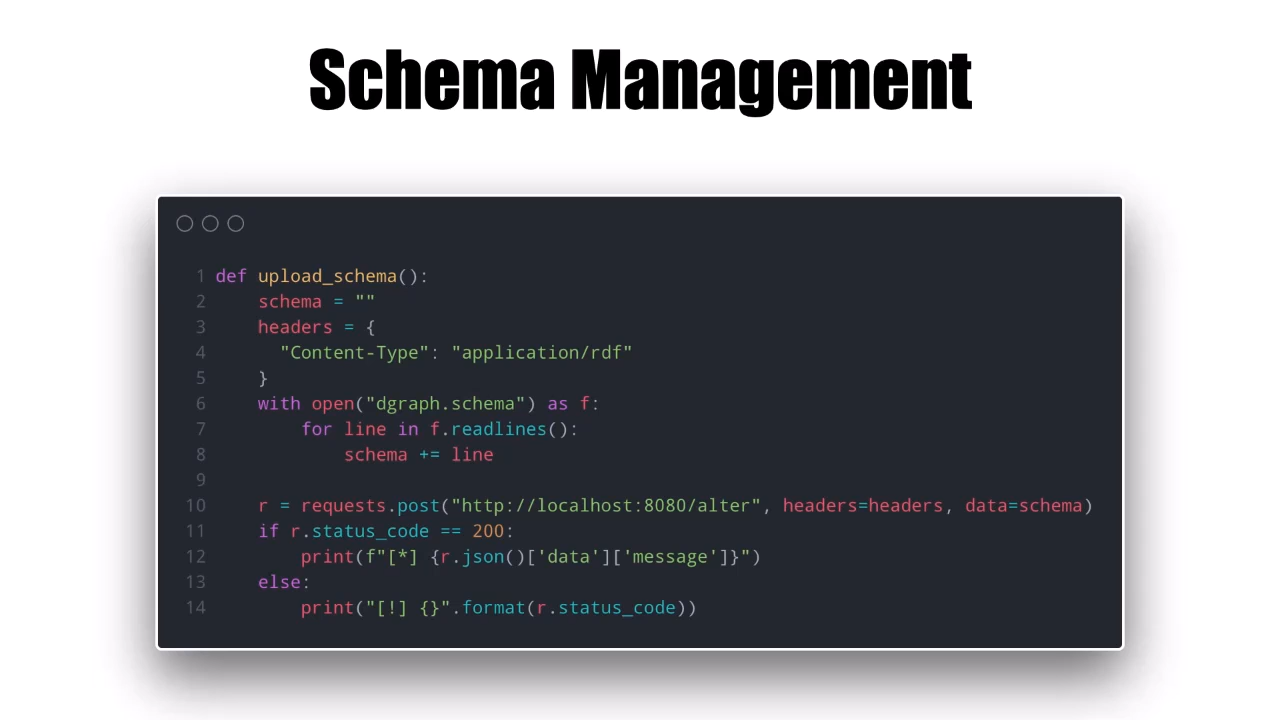 Schema Management
1 def upload_schema():
2     schema = ""
3     headers = {
4       "Content-Type": "application/rdf"
5     }
6     with open("dgraph.schema") as f:
7         for line in f.readlines():
8             schema += line
9
10     r = requests.post("http://localhost:8080/alter", headers=headers, data=schema)
11     if r.status_code == 200:
12         print(f"[*] {r.json()['data']['message']}")
13     else:
14         print("[!] {}".format(r.status_code))